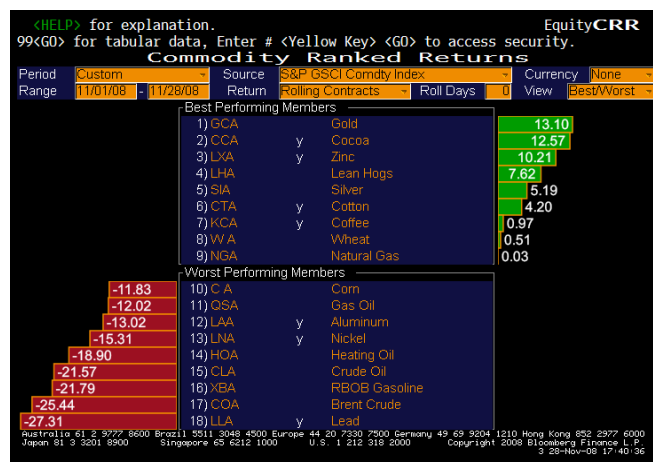 <HELP> for explanation. EquityCRR
99<GO> for tabular data, Enter # <Yellow Key> <GO> to access security.
Commodity Ranked Returns
Period Custom Source S&P GSCI Comdty Index Currency None
Range 11/01/08 - 11/28/08 Return Rolling Contracts Roll Days 0 View Best/Worst
Best Performing Members
1) GCA Gold 13.10
2) CCA y Cocoa 12.57
3) LXA y Zinc 10.21
4) LHA Lean Hogs 7.62
5) SIA Silver 5.19
6) CTA y Cotton 4.20
7) KCA y Coffee 0.97
8) W A Wheat 0.51
9) NGA Natural Gas 0.03
Worst Performing Members
-11.83 10) C A Corn
-12.02 11) QSA Gas Oil
-13.02 12) LAA y Aluminum
-15.31 13) LNA y Nickel
-18.90 14) HOA Heating Oil
-21.57 15) CLA Crude Oil
-21.79 16) XBA RBOB Gasoline
-25.44 17) COA Brent Crude
-27.31 18) LLA y Lead
Australia 61 2 9777 8600 Brazil 5511 3048 4500 Europe 44 20 7330 7500 Germany 49 69 9204 1210 Hong Kong 852 2977 6000
Japan 81 3 3201 8900 Singapore 65 6212 1000 U.S. 1 212 318 2000 Copyright 2008 Bloomberg Finance L.P.
3 28-Nov-08 17:40:36